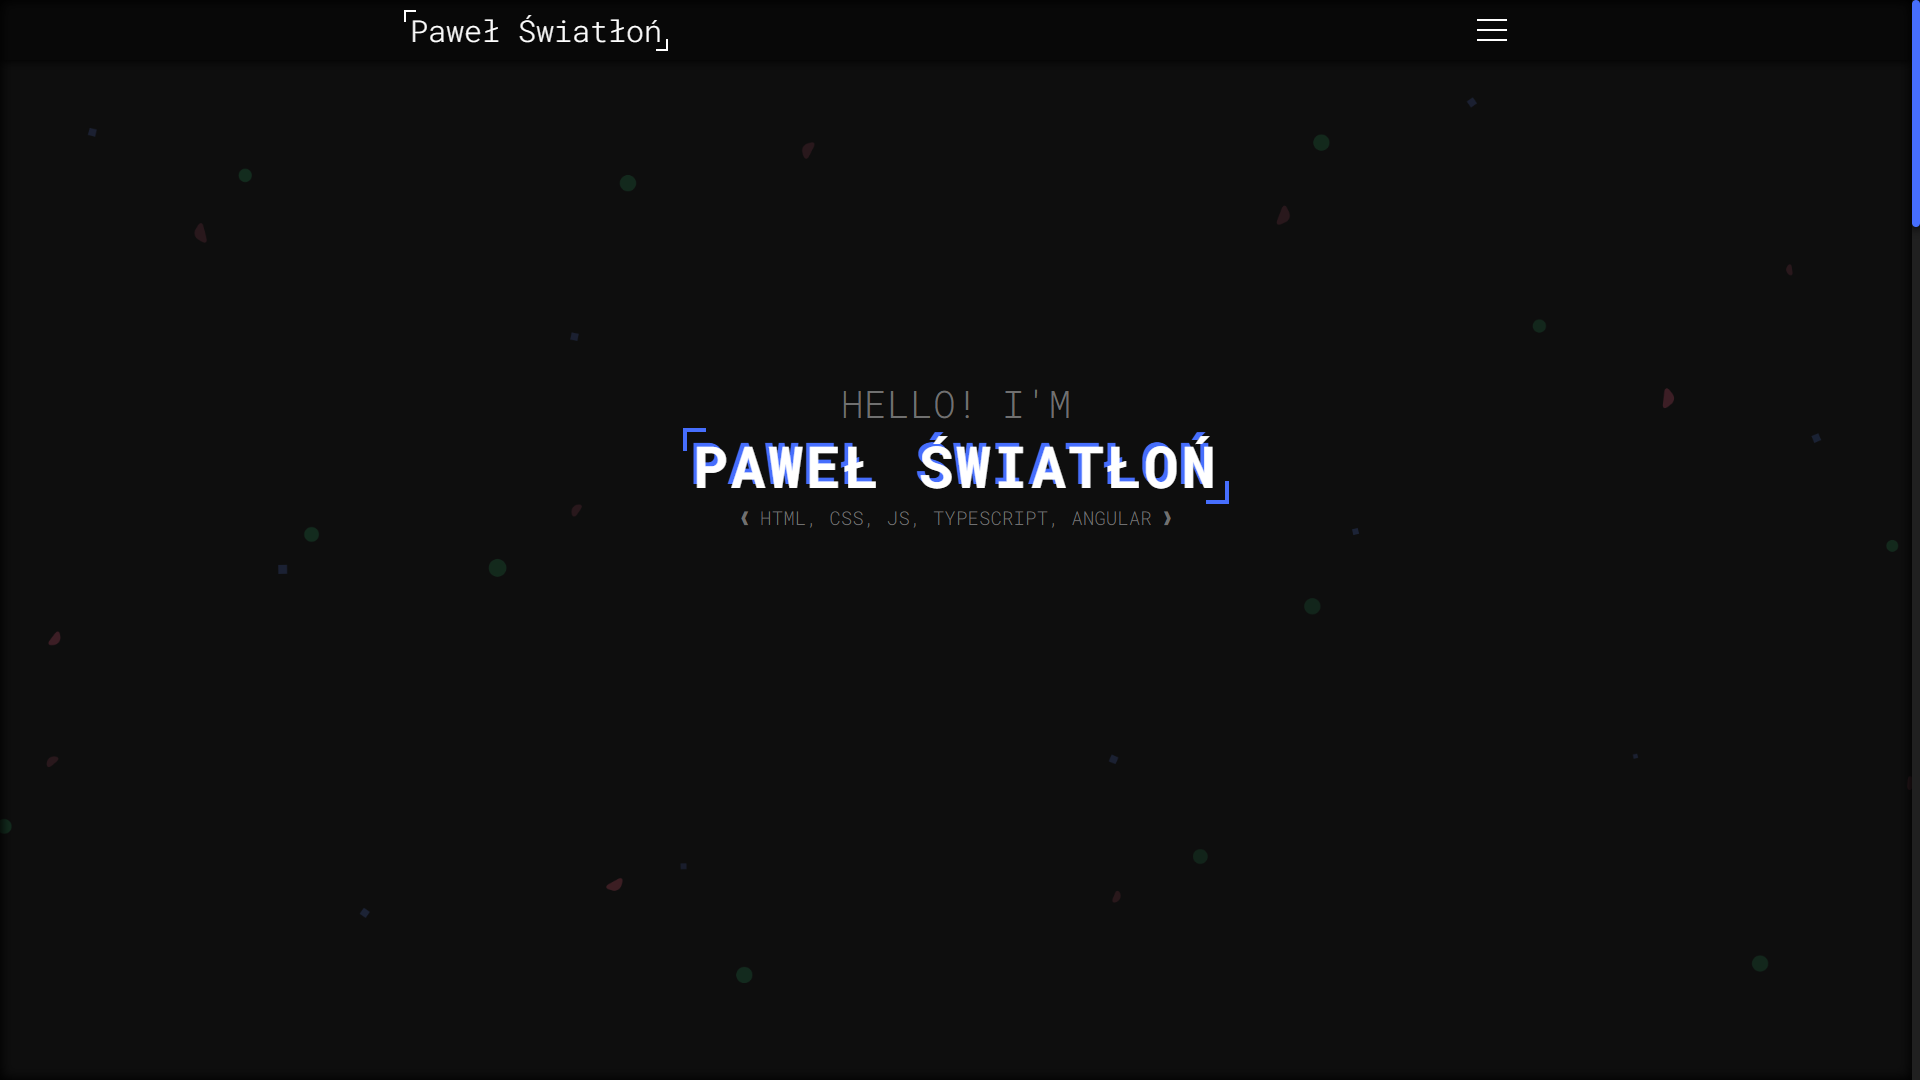 Paweł Światłoń
HELLO! I'M
PAWEŁ ŚWIATŁOŃ
❰ HTML, CSS, JS, TYPESCRIPT, ANGULAR ❱